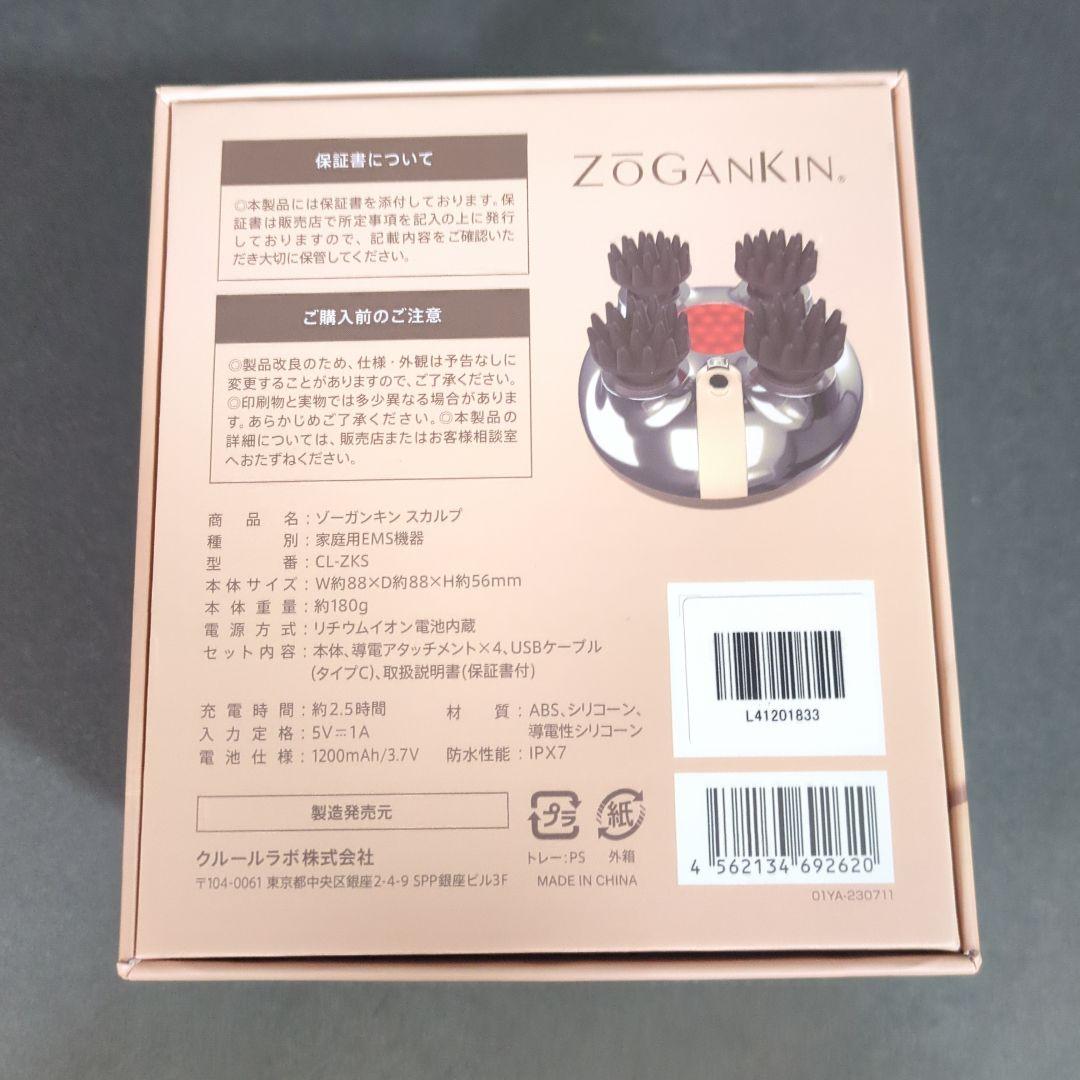 保証書について
◎本製品には保証書を添付しております。保
証書は販売店で所定事項を記入の上に発行
しておりますので、記載内容をご確認いた
だき大切に保管してください。
ZōGANKIN®
ご購入前のご注意
◎製品改良のため、仕様・外観は予告なしに
変更することがありますので、ご了承ください。
◎印刷物と実物では多少異なる場合がありま
す。あらかじめご了承ください。◎本製品の
詳細については、販売店またはお客様相談室
へおたずねください。
商品名:ゾーガンキン スカルプ
種別:家庭用EMS機器
型番:CL-ZKS
本体サイズ:W約88×D約88×H約56mm
本体重量:約180g
電源方式:リチウムイオン電池内蔵
セット内容:本体、導電アタッチメント×4、USBケーブル
(タイプC)、取扱説明書(保証書付)
充電時間:約2.5時間
入力定格:5V⎓1A
電池仕様:1200mAh/3.7V
材質:ABS、シリコーン、
導電性シリコーン
防水性能:IPX7
製造発売元
クルールラボ株式会社
〒104-0061 東京都中央区銀座2-4-9 SPP銀座ビル3F
プラ
紙
トレー:PS 外箱
MADE IN CHINA
L41201833
4 562134 692620
01YA-230711